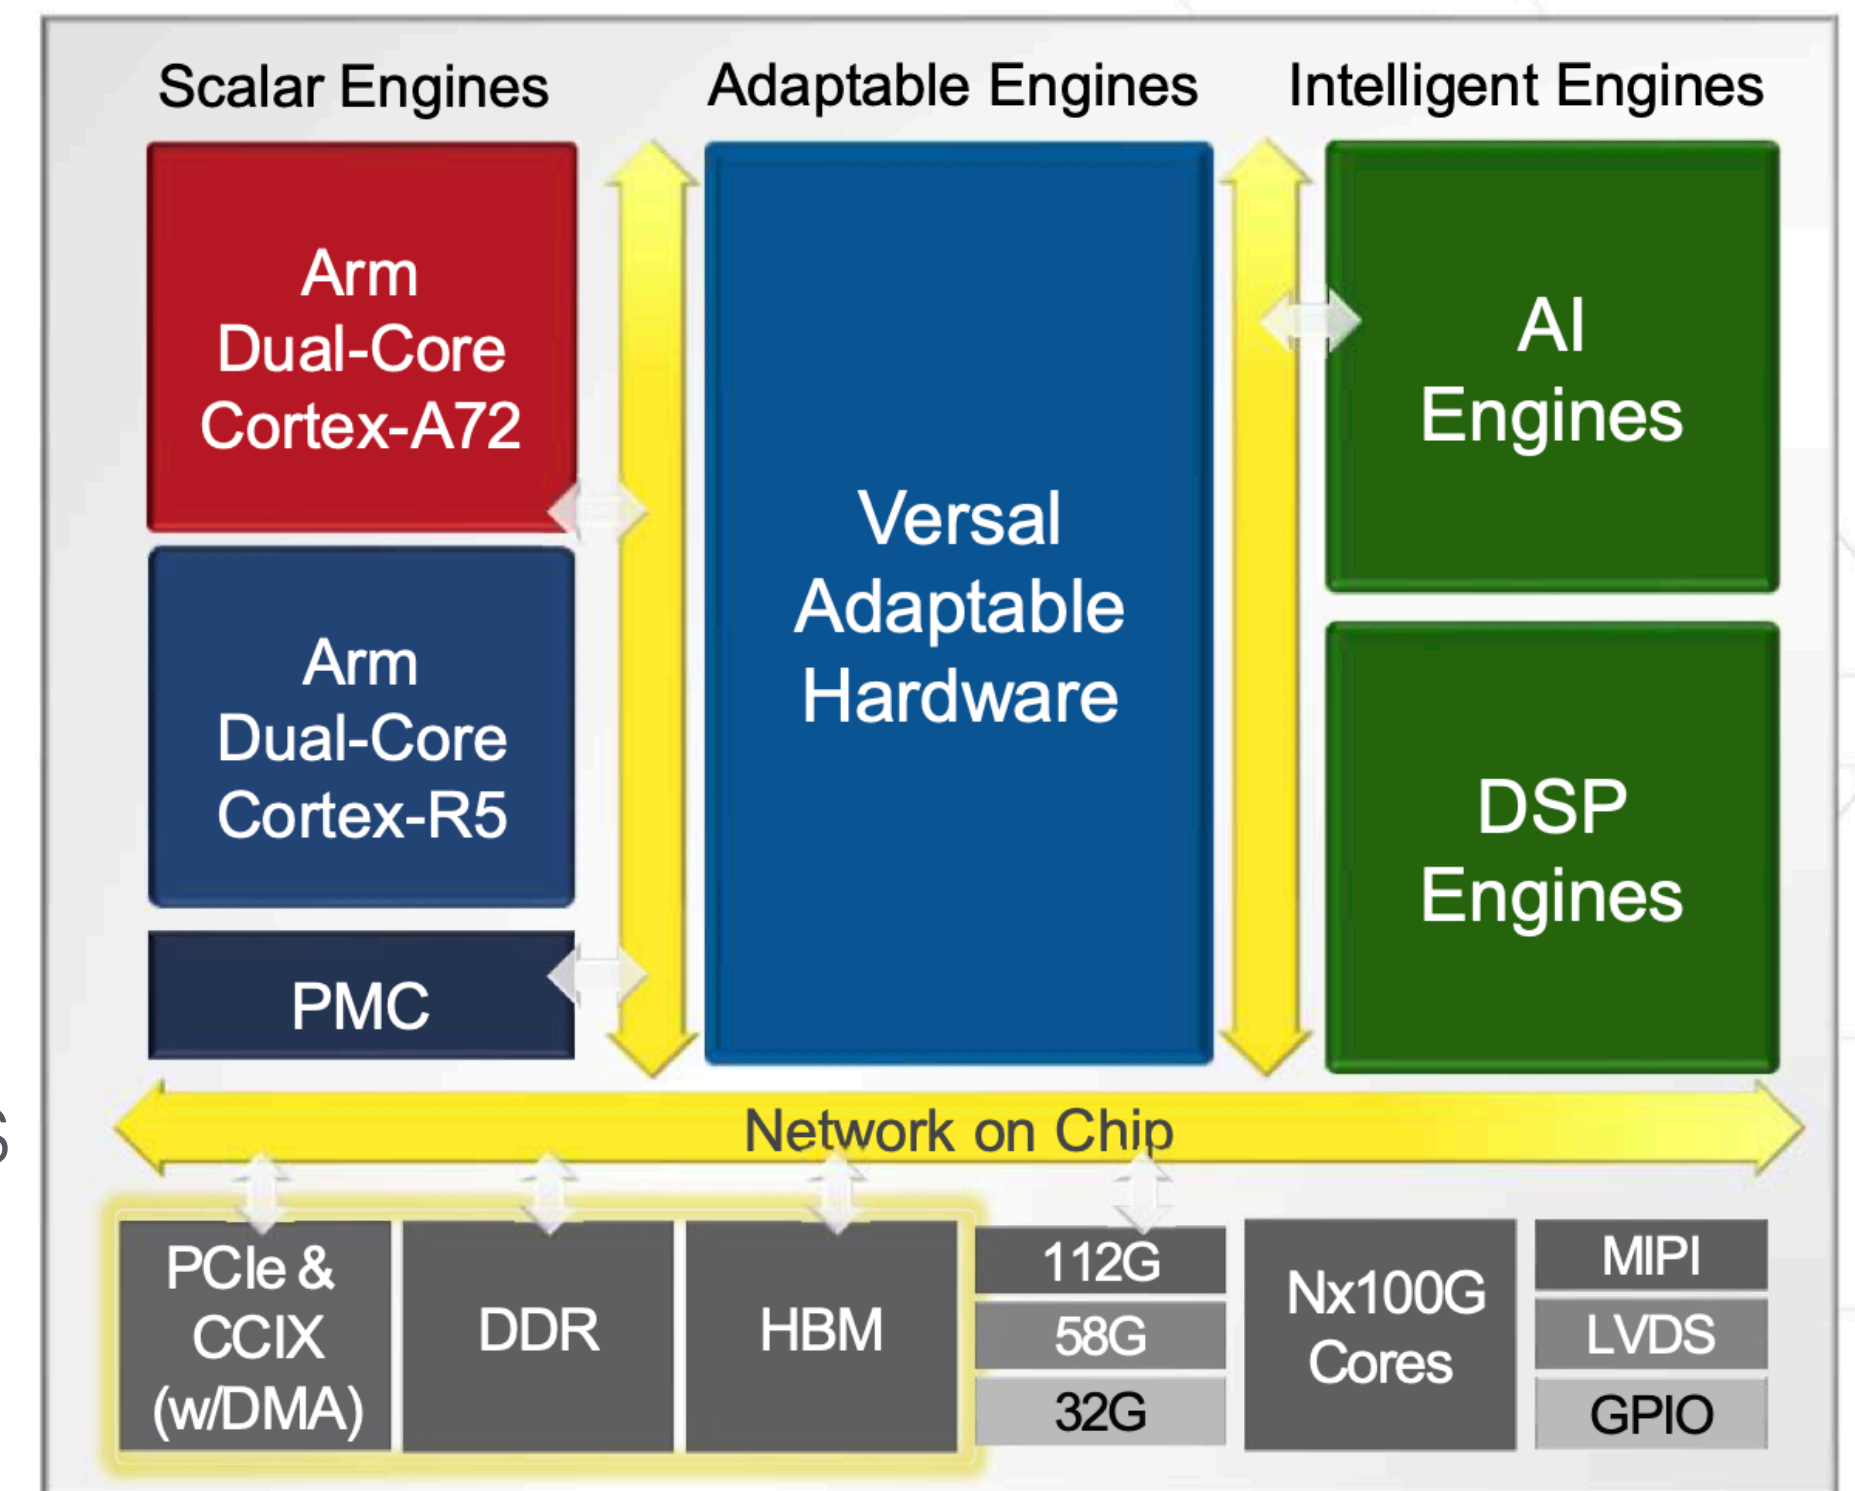 Scalar Engines
Adaptable Engines
Intelligent Engines
Arm
Dual-Core
Cortex-A72
Arm
Dual-Core
Cortex-R5
PMC
Versal
Adaptable
Hardware
AI
Engines
DSP
Engines
Network on Chip
PCIe &
CCIX
(w/DMA)
DDR
HBM
112G
58G
32G
Nx100G
Cores
MIPI
LVDS
GPIO